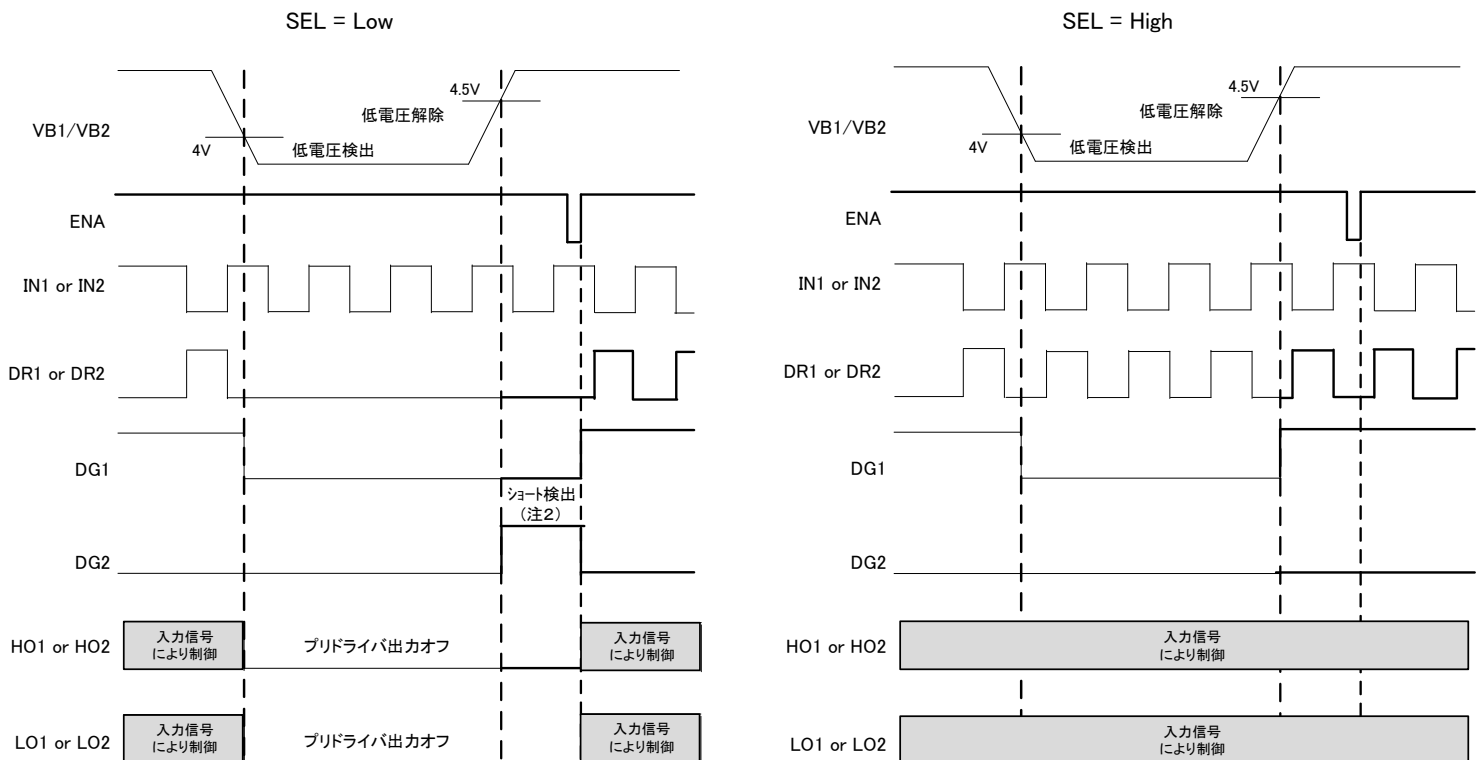 SEL = Low
4.5V
低電圧解除
VB1/VB2
4V
低電圧検出
ENA
IN1 or IN2
DR1 or DR2
DG1
ショート検出
(注2)
DG2
HO1 or HO2
入力信号
により制御
プリドライバ出力オフ
入力信号
により制御
LO1 or LO2
入力信号
により制御
プリドライバ出力オフ
入力信号
により制御
SEL = High
4.5V
低電圧解除
VB1/VB2
4V
低電圧検出
ENA
IN1 or IN2
DR1 or DR2
DG1
DG2
HO1 or HO2
入力信号
により制御
LO1 or LO2
入力信号
により制御